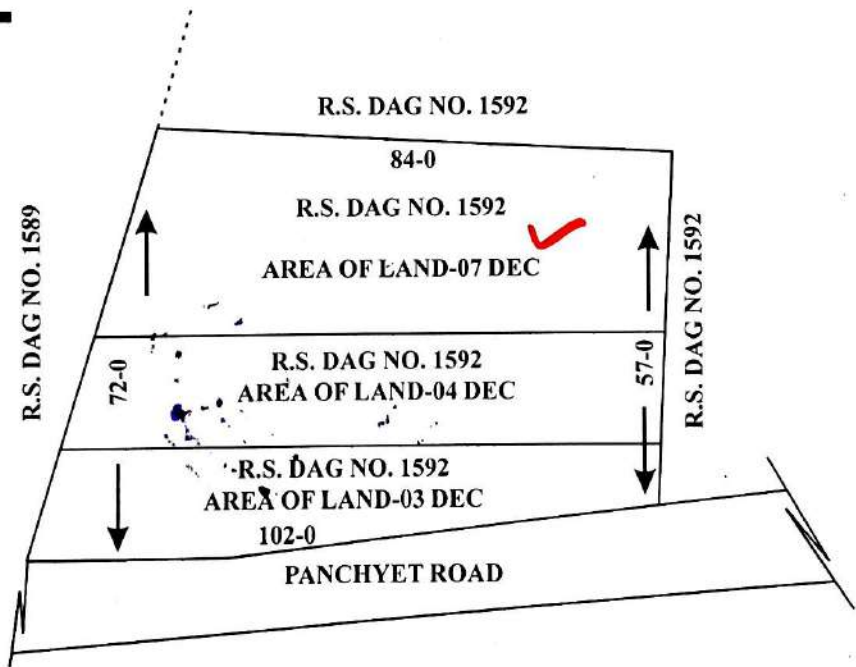 R.S. DAG NO. 1592
84-0
R.S. DAG NO. 1592
AREA OF LAND-07 DEC
R.S. DAG NO. 1589
R.S. DAG NO. 1592
72-0
R.S. DAG NO. 1592
AREA OF LAND-04 DEC
57-0
R.S. DAG NO. 1592
AREA OF LAND-03 DEC
102-0
PANCHYET ROAD